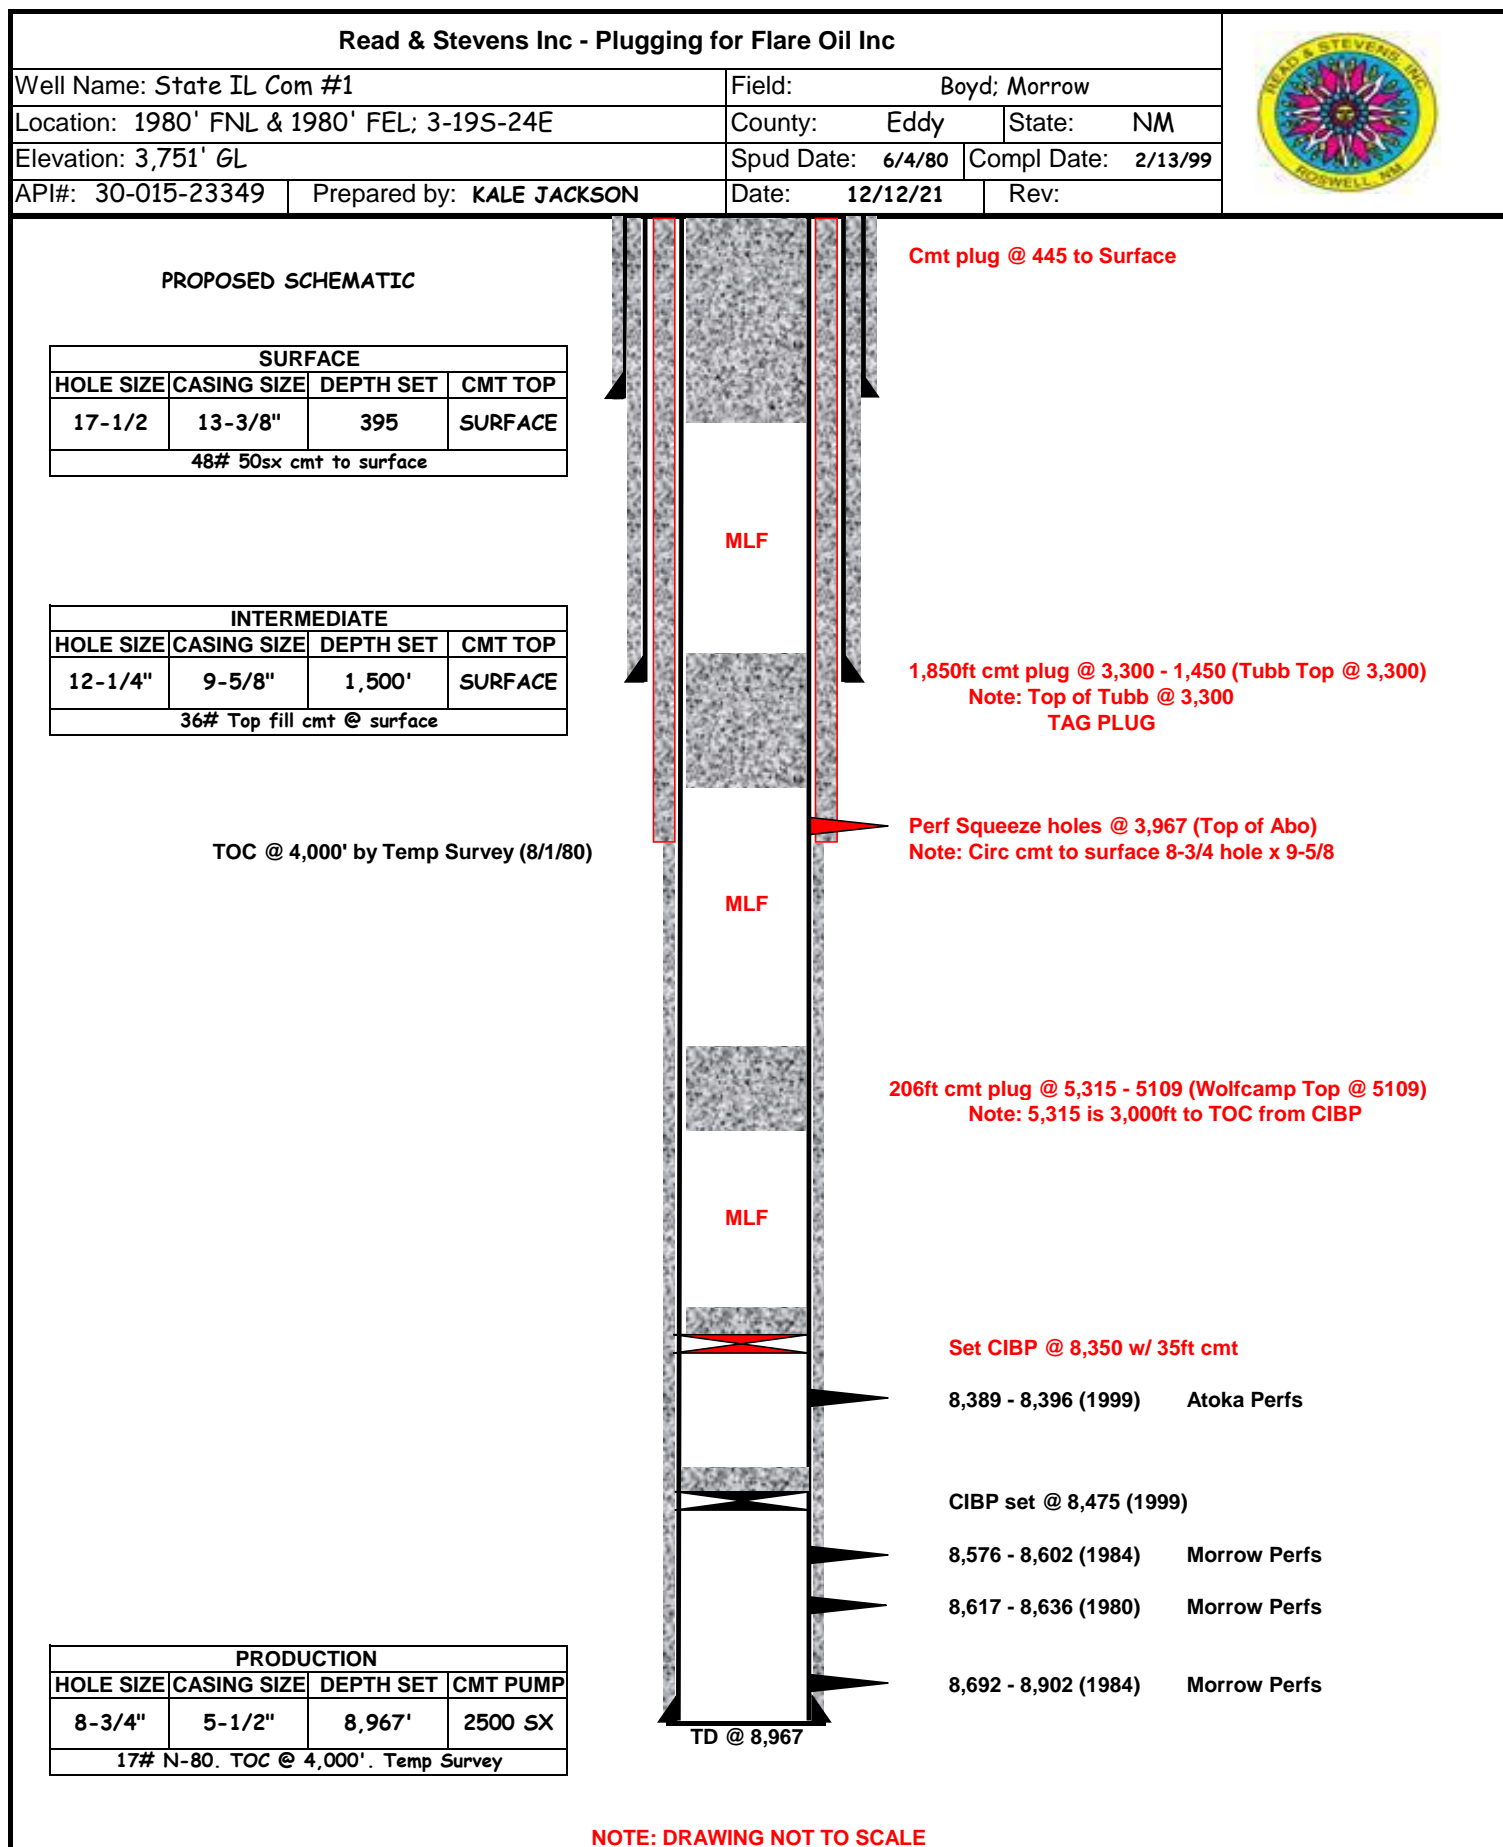 Read & Stevens Inc - Plugging for Flare Oil Inc
Well Name: State IL Com #1 Field: Boyd; Morrow
Location: 1980' FNL & 1980' FEL; 3-19S-24E County: Eddy State: NM
Elevation: 3,751' GL Spud Date: 6/4/80 Compl Date: 2/13/99
API#: 30-015-23349 Prepared by: KALE JACKSON Date: 12/12/21 Rev:
READ & STEVENS, INC.
ROSWELL, NM
Cmt plug @ 445 to Surface
PROPOSED SCHEMATIC
SURFACE
HOLE SIZE CASING SIZE DEPTH SET CMT TOP
17-1/2 13-3/8" 395 SURFACE
48# 50sx cmt to surface
MLF
INTERMEDIATE
HOLE SIZE CASING SIZE DEPTH SET CMT TOP
12-1/4" 9-5/8" 1,500' SURFACE
36# Top fill cmt @ surface
1,850ft cmt plug @ 3,300 - 1,450 (Tubb Top @ 3,300)
Note: Top of Tubb @ 3,300
TAG PLUG
Perf Squeeze holes @ 3,967 (Top of Abo)
Note: Circ cmt to surface 8-3/4 hole x 9-5/8
TOC @ 4,000' by Temp Survey (8/1/80)
MLF
206ft cmt plug @ 5,315 - 5109 (Wolfcamp Top @ 5109)
Note: 5,315 is 3,000ft to TOC from CIBP
MLF
Set CIBP @ 8,350 w/ 35ft cmt
8,389 - 8,396 (1999) Atoka Perfs
CIBP set @ 8,475 (1999)
8,576 - 8,602 (1984) Morrow Perfs
8,617 - 8,636 (1980) Morrow Perfs
8,692 - 8,902 (1984) Morrow Perfs
PRODUCTION
HOLE SIZE CASING SIZE DEPTH SET CMT PUMP
8-3/4" 5-1/2" 8,967' 2500 SX
17# N-80. TOC @ 4,000'. Temp Survey
TD @ 8,967
NOTE: DRAWING NOT TO SCALE